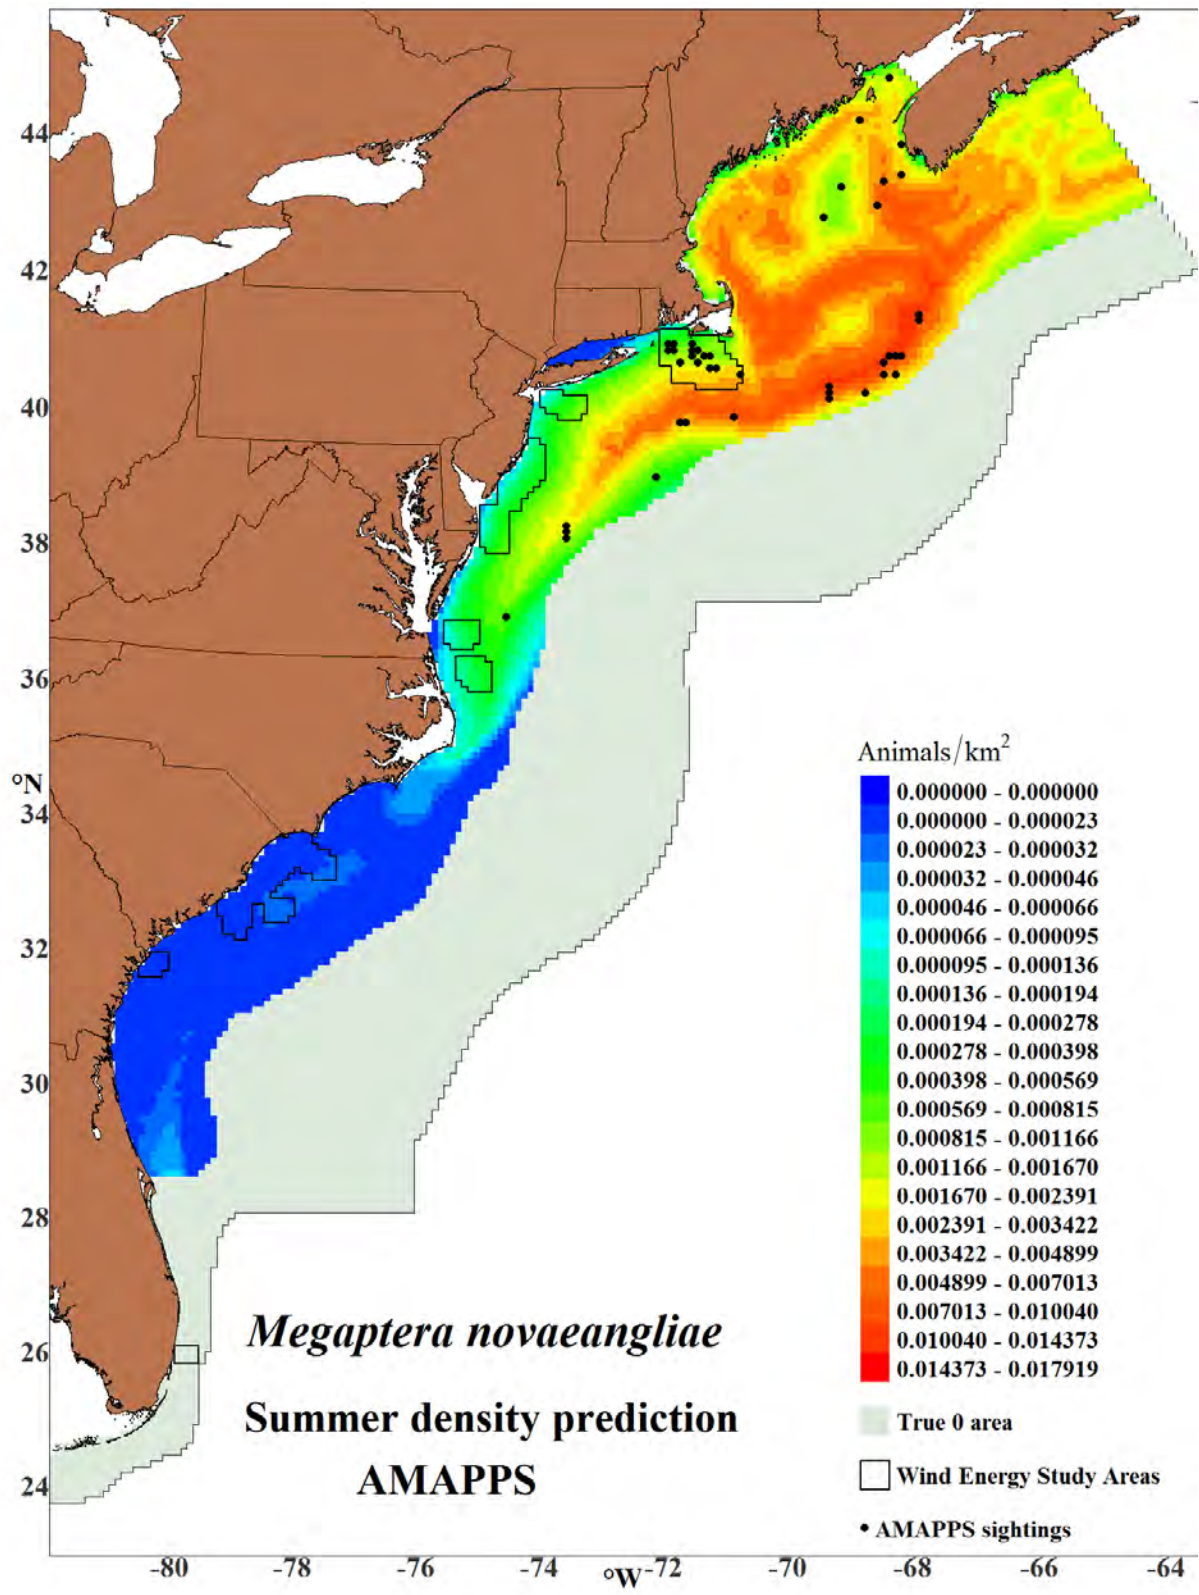 44
42
40
38
36
°N
34
32
30
28
26
24
Animals/km²
0.000000 - 0.000000
0.000000 - 0.000023
0.000023 - 0.000032
0.000032 - 0.000046
0.000046 - 0.000066
0.000066 - 0.000095
0.000095 - 0.000136
0.000136 - 0.000194
0.000194 - 0.000278
0.000278 - 0.000398
0.000398 - 0.000569
0.000569 - 0.000815
0.000815 - 0.001166
0.001166 - 0.001670
0.001670 - 0.002391
0.002391 - 0.003422
0.003422 - 0.004899
0.004899 - 0.007013
0.007013 - 0.010040
0.010040 - 0.014373
0.014373 - 0.017919
True 0 area
Wind Energy Study Areas
AMAPPS sightings
Megaptera novaeangliae
Summer density prediction
AMAPPS
-80 -78 -76 -74 °W -72 -70 -68 -66 -64